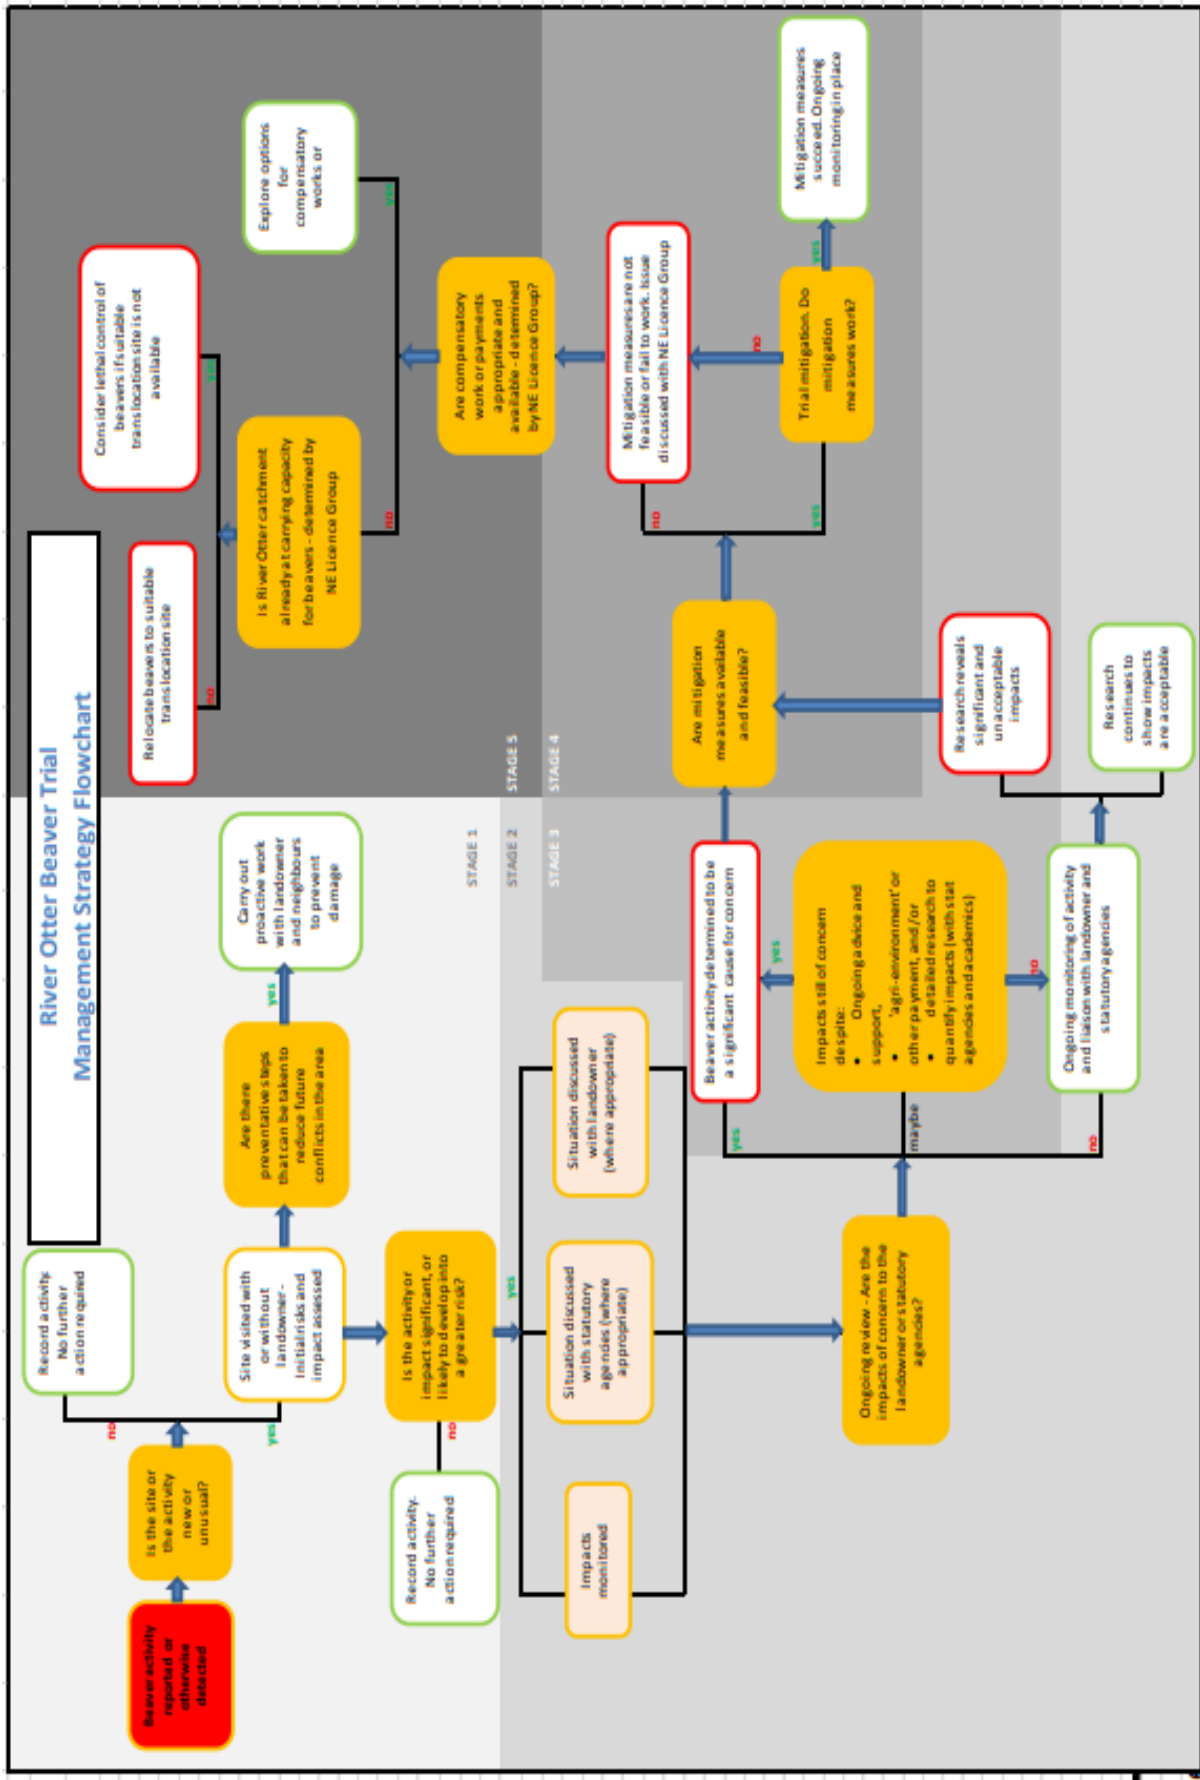 River Otter Beaver Trial
Management Strategy Flowchart
Beaver activity
reported or
otherwise
detected
Is the site or
the activity
new or
unusual?
no
yes
Record activity.
No further
action required
Site visited with
or without
landowner -
Initial risks and
impact assessed
Are there
preventative steps
that can be taken to
reduce future
conflicts in the area
yes
Carry out
proactive work
with landowner
and neighbours
to prevent
damage
Is the activity or
impact significant, or
likely to develop into
a greater risk?
no
Record activity.
No further
action required
yes
STAGE 1
STAGE 2
STAGE 3
STAGE 5
STAGE 4
Impacts
monitored
Situation discussed
with statutory
agencies (where
appropriate)
Situation discussed
with landowner
(where appropriate)
Ongoing review - Are the
impacts of concern to the
landowner or statutory
agencies?
yes
maybe
no
Beaver activity determined to be
a significant cause for concern
Impacts still of concern
despite:
• Ongoing advice and
support,
• 'agri-environment' or
other payment, and/or
• detailed research to
quantify impacts (with stat
agencies and academics)
yes
no
Ongoing monitoring of activity
and liaison with landowner and
statutory agencies
Research reveals
significant and
unacceptable
impacts
Research
continues to
show impacts
are acceptable
Are mitigation
measures available
and feasible?
no
yes
Mitigation measures are not
feasible or fail to work. Issue
discussed with NE Licence Group
Trial mitigation. Do
mitigation
measures work?
no
yes
Mitigation measures
succeed. Ongoing
monitoring in place
Are compensatory
work or payments
appropriate and
available - determined
by NE Licence Group?
no
yes
Explore options
for
compensatory
works or
Is River Otter catchment
already at carrying capacity
for beavers - determined by
NE Licence Group
no
yes
Relocate beavers to suitable
translocation site
Consider lethal control of
beavers if suitable
translocation site is not
available